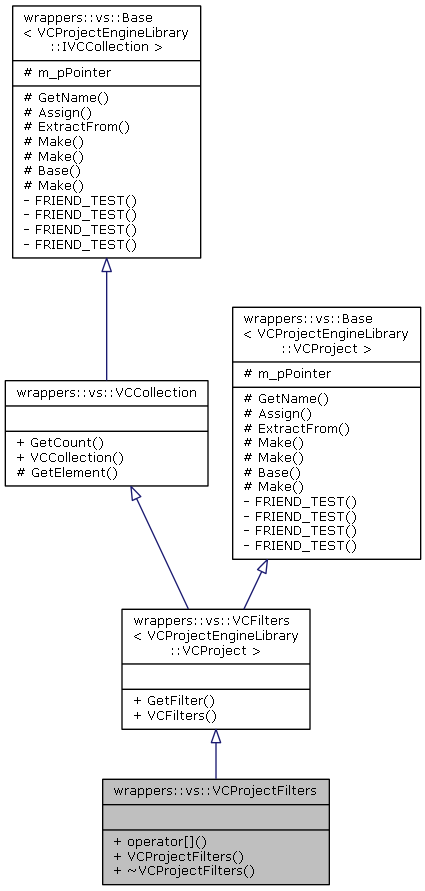 wrappers::vs::Base
< VCProjectEngineLibrary
::IVCCollection >
# m_pPointer
# GetName()
# Assign()
# ExtractFrom()
# Make()
# Make()
# Base()
# Make()
- FRIEND_TEST()
- FRIEND_TEST()
- FRIEND_TEST()
- FRIEND_TEST()
wrappers::vs::Base
< VCProjectEngineLibrary
::VCProject >
# m_pPointer
# GetName()
# Assign()
# ExtractFrom()
# Make()
# Make()
# Base()
# Make()
- FRIEND_TEST()
- FRIEND_TEST()
- FRIEND_TEST()
- FRIEND_TEST()
wrappers::vs::VCCollection
+ GetCount()
+ VCCollection()
# GetElement()
wrappers::vs::VCFilters
< VCProjectEngineLibrary
::VCProject >
+ GetFilter()
+ VCFilters()
wrappers::vs::VCProjectFilters
+ operator[]()
+ VCProjectFilters()
+ ~VCProjectFilters()